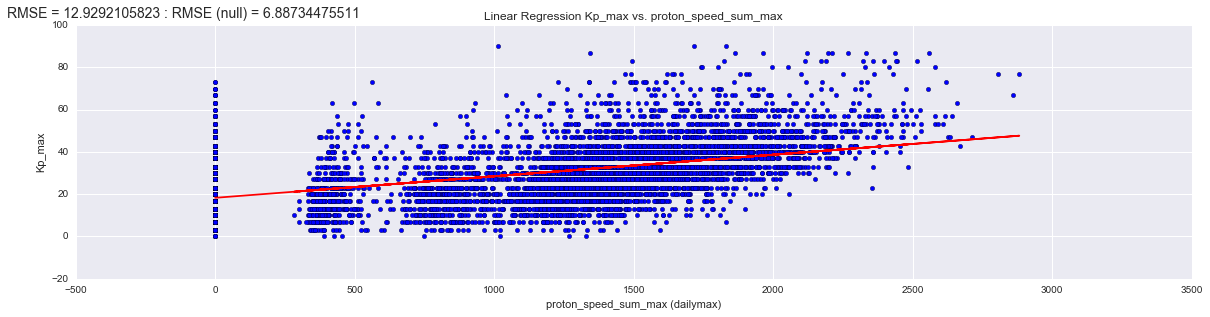 RMSE = 12.9292105823 : RMSE (null) = 6.88734475511
Linear Regression Kp_max vs. proton_speed_sum_max
100
80
60
40
20
0
−20
Kp_max
−500 0 500 1000 1500 2000 2500 3000 3500
proton_speed_sum_max (dailymax)